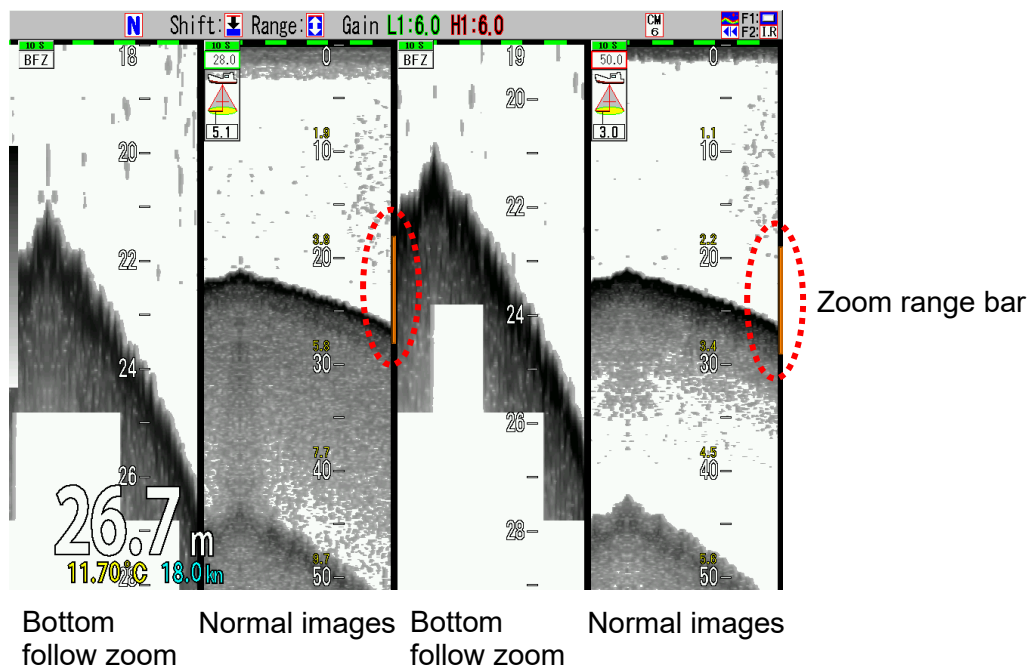 N Shift: Range: Gain L1:6.0 H1:6.0 CM 6 F1: F2: I.R
10 S
BFZ
18
20
22
24
26
28
26.7 m
11.70°C 18.0kn
10 S
28.0
5.1
0
1.9
10
3.9
20
5.8
30
7.7
40
9.7
50
10 S
BFZ
19
20
22
24
26
28
10 S
50.0
3.0
0
1.1
10
2.2
20
3.4
30
4.5
40
5.6
50
Zoom range bar
Bottom
follow zoom
Normal images
Bottom
follow zoom
Normal images